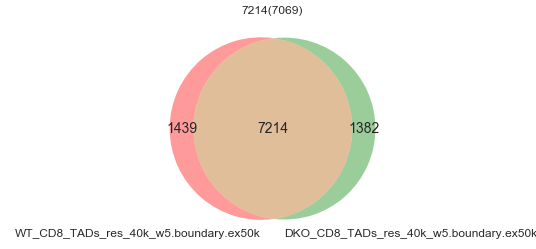 7214(7069)
1439 7214 1382
WT_CD8_TADs_res_40k_w5.boundary.ex50k DKO_CD8_TADs_res_40k_w5.boundary.ex50k